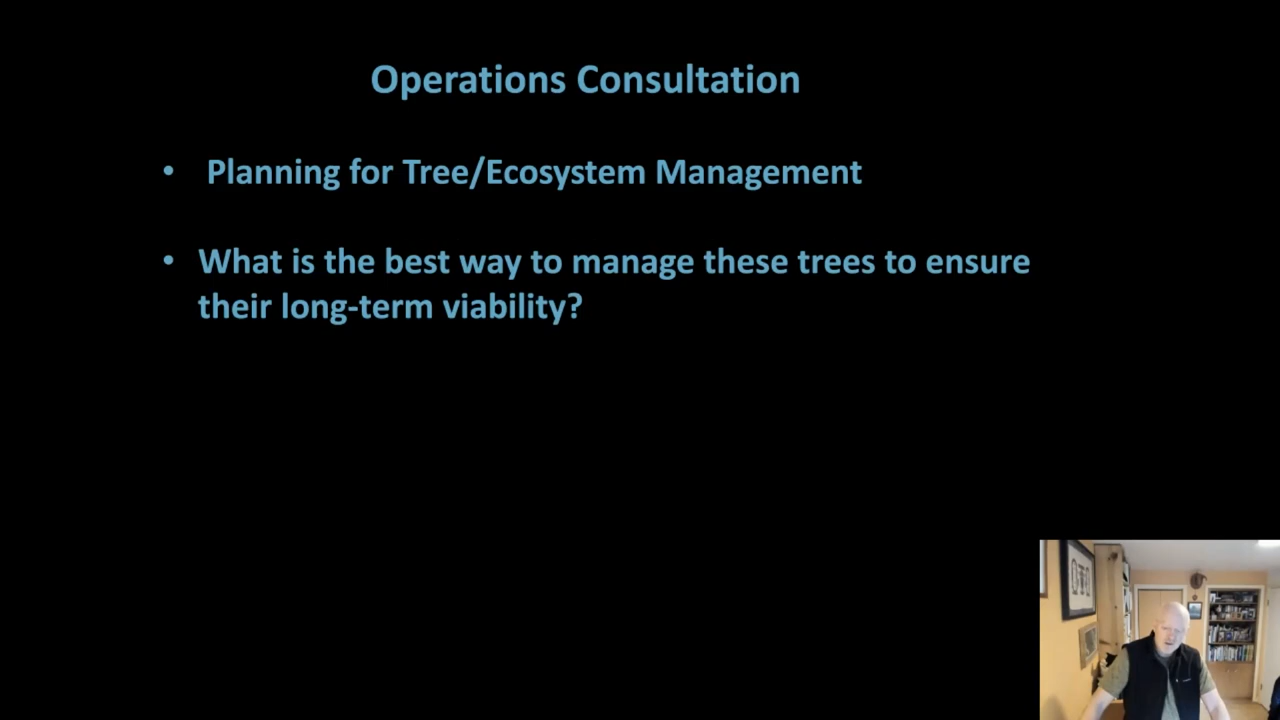 Operations Consultation
• Planning for Tree/Ecosystem Management
• What is the best way to manage these trees to ensure
their long-term viability?